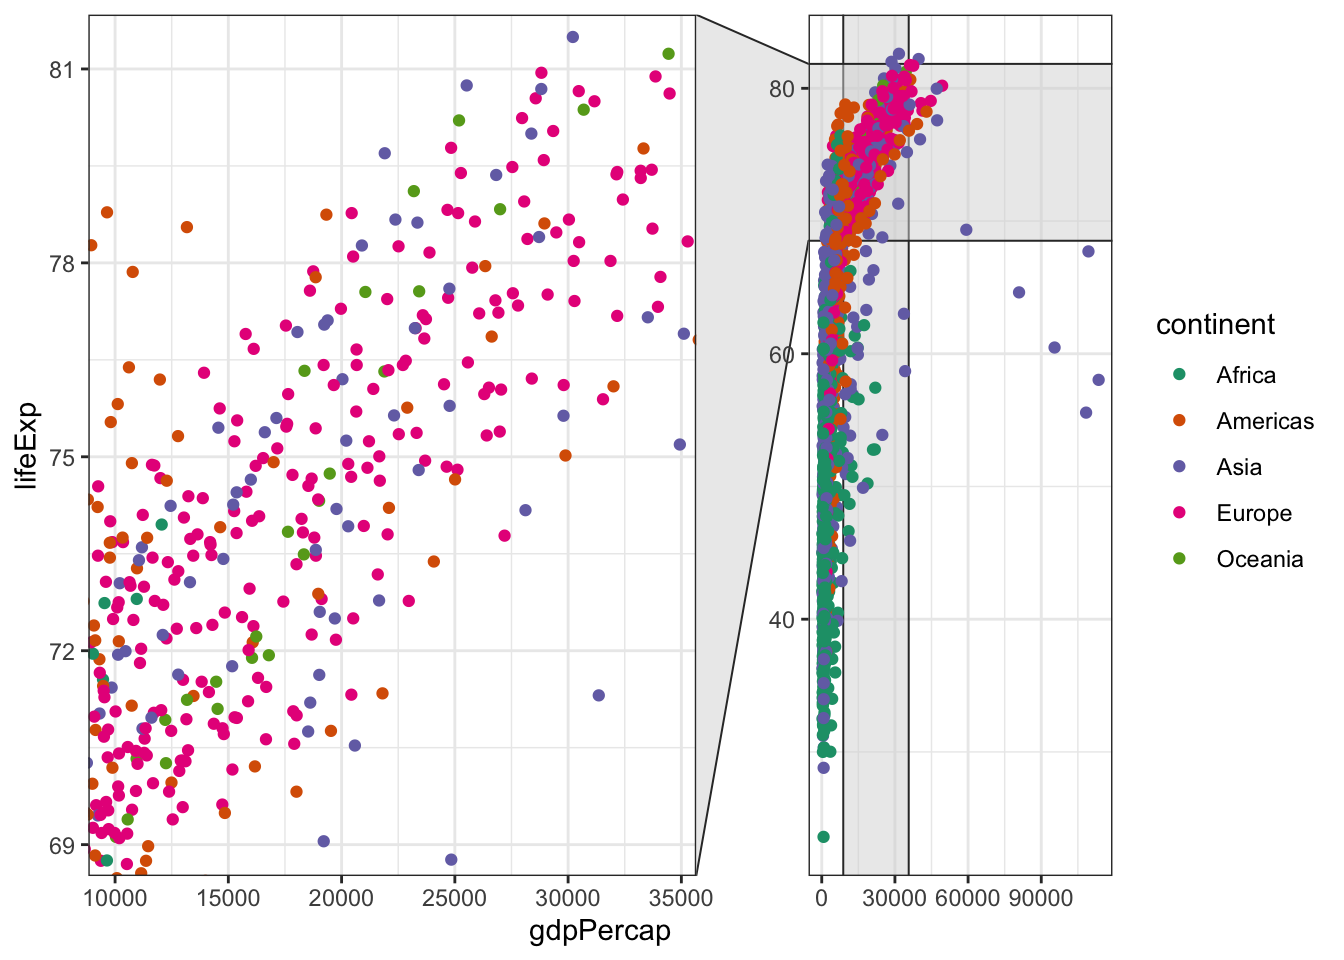 81
78
75
72
69
lifeExp
10000 15000 20000 25000 30000 35000
gdpPercap
80
60
40
0 30000 60000 90000
continent
Africa
Americas
Asia
Europe
Oceania